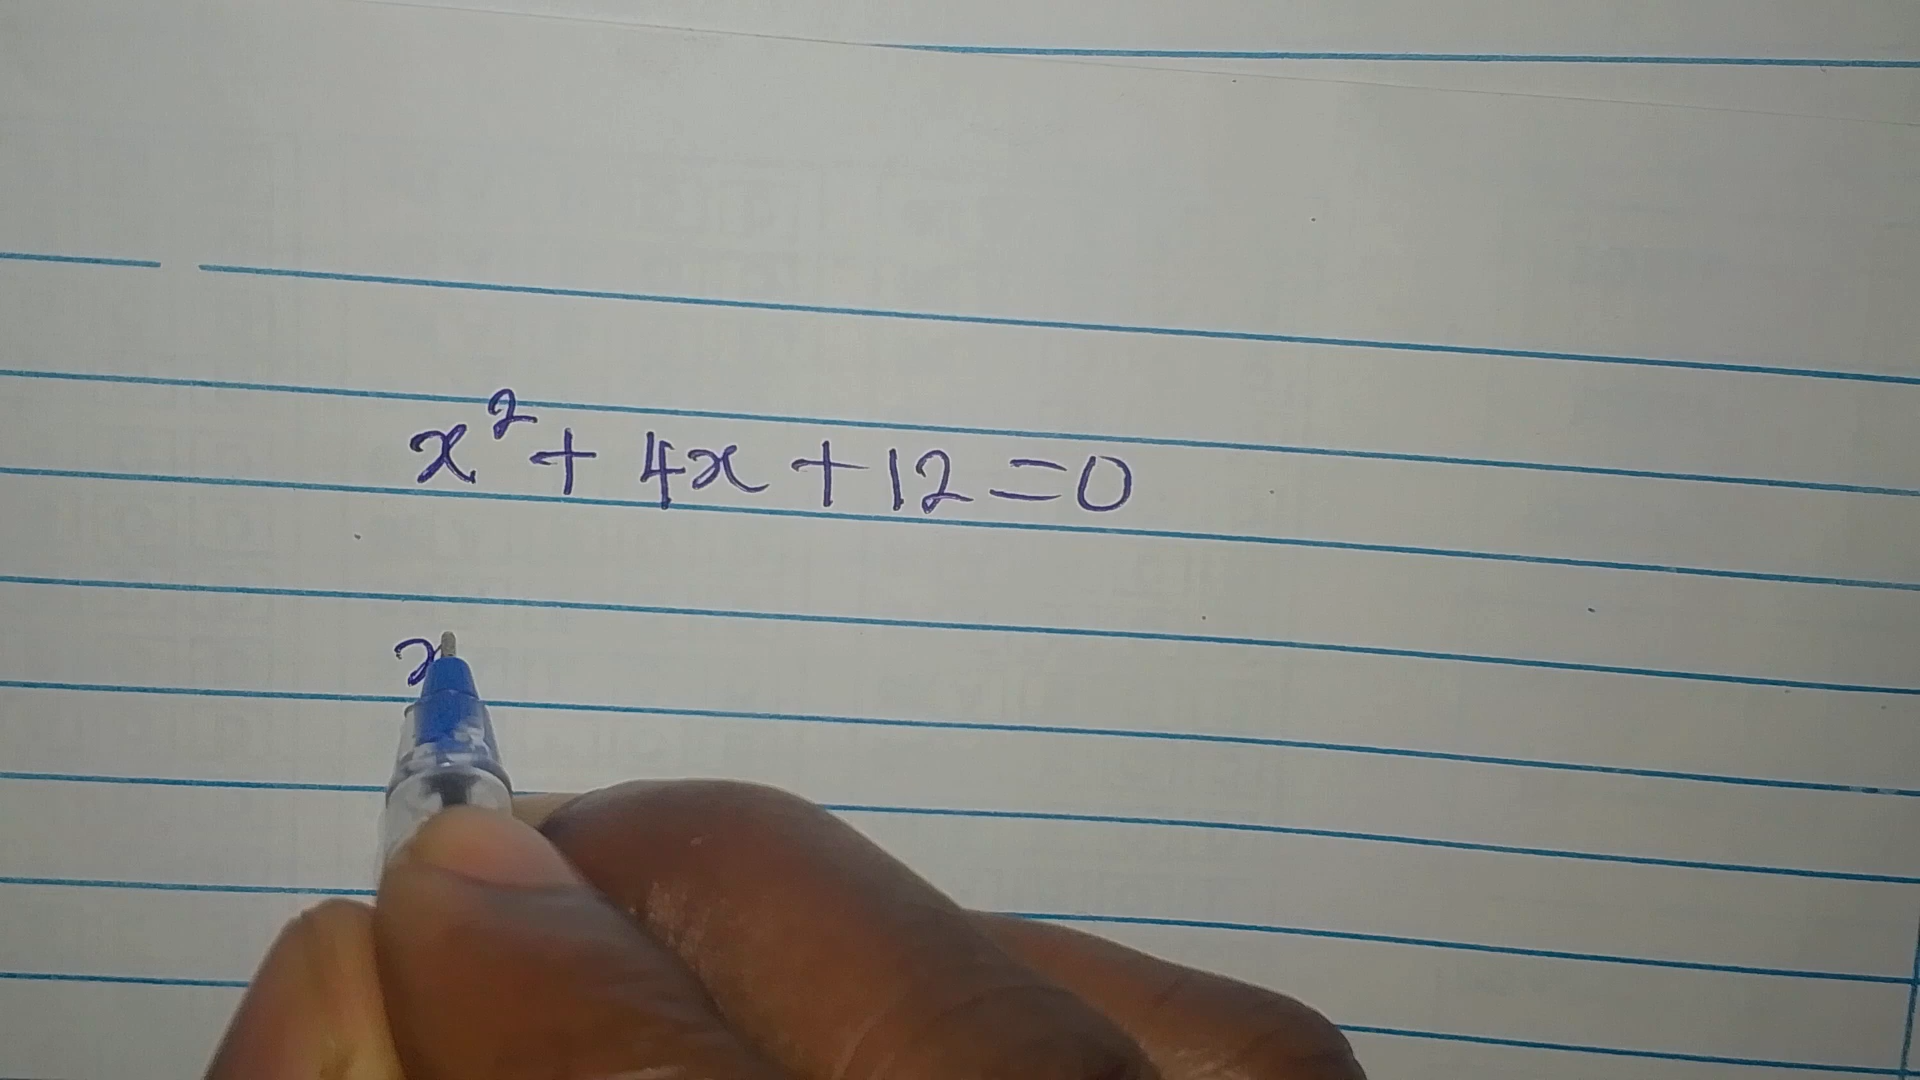 x² + 4x + 12 = 0
x